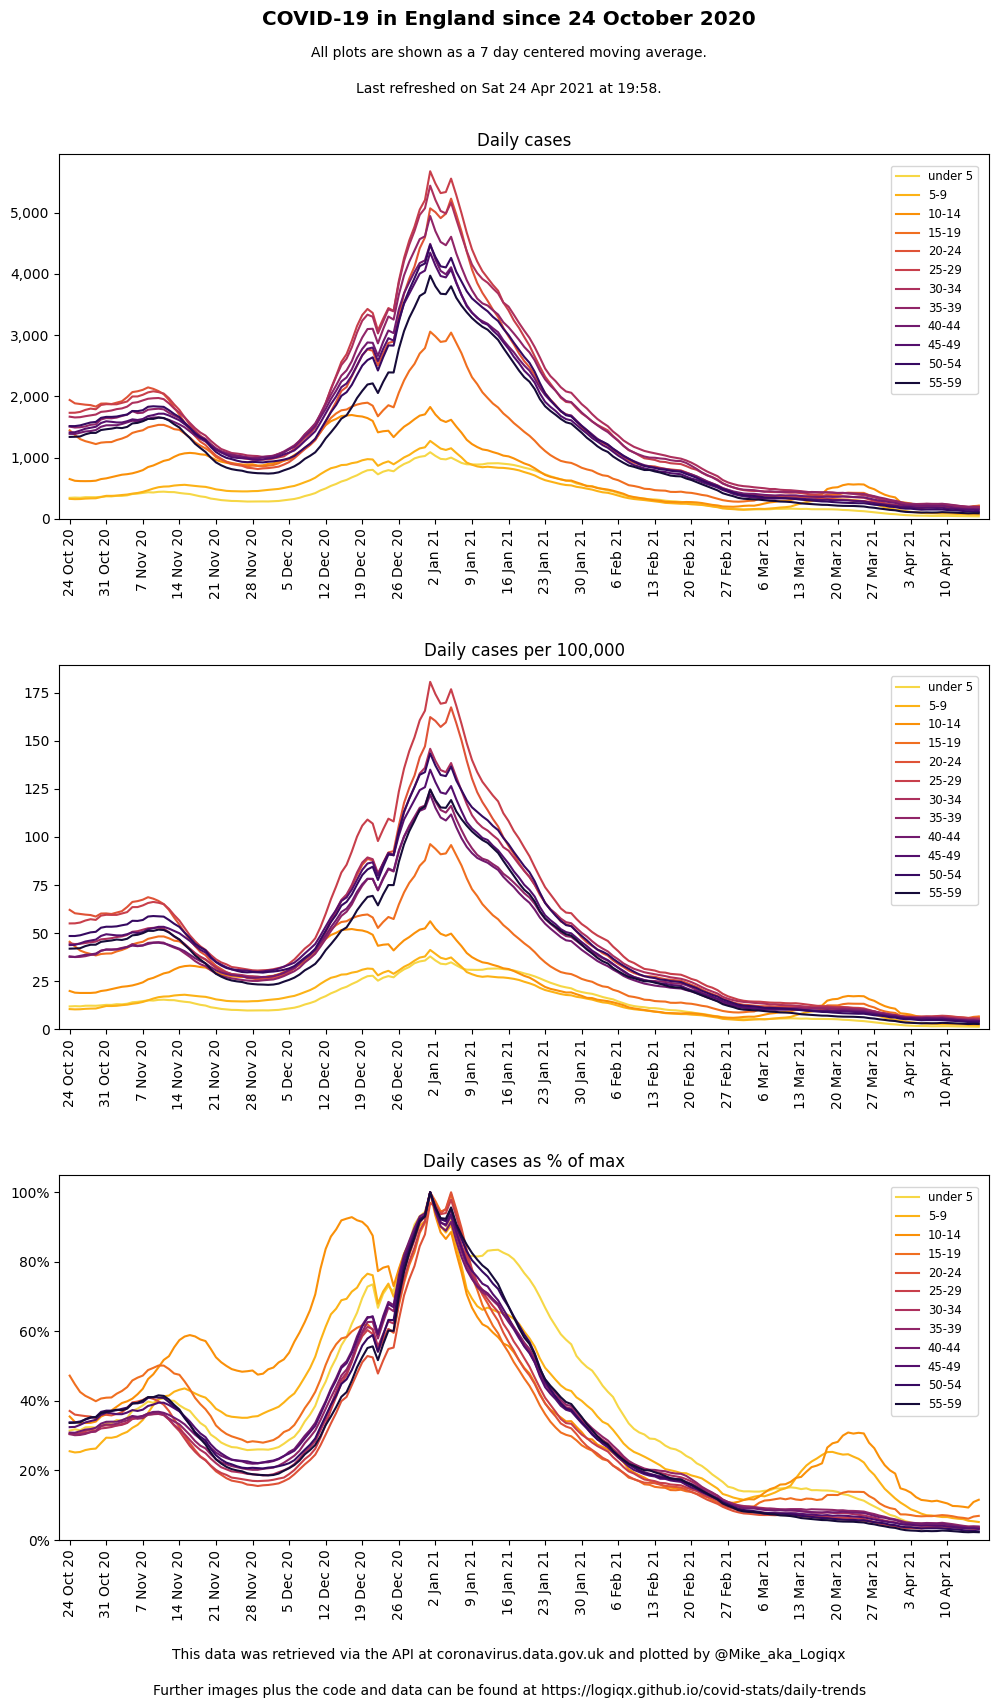 COVID-19 in England since 24 October 2020
All plots are shown as a 7 day centered moving average.
Last refreshed on Sat 24 Apr 2021 at 19:58.
Daily cases
5,000
4,000
3,000
2,000
1,000
0
under 5
5-9
10-14
15-19
20-24
25-29
30-34
35-39
40-44
45-49
50-54
55-59
24 Oct 20
31 Oct 20
7 Nov 20
14 Nov 20
21 Nov 20
28 Nov 20
5 Dec 20
12 Dec 20
19 Dec 20
26 Dec 20
2 Jan 21
9 Jan 21
16 Jan 21
23 Jan 21
30 Jan 21
6 Feb 21
13 Feb 21
20 Feb 21
27 Feb 21
6 Mar 21
13 Mar 21
20 Mar 21
27 Mar 21
3 Apr 21
10 Apr 21
Daily cases per 100,000
175
150
125
100
75
50
25
0
under 5
5-9
10-14
15-19
20-24
25-29
30-34
35-39
40-44
45-49
50-54
55-59
24 Oct 20
31 Oct 20
7 Nov 20
14 Nov 20
21 Nov 20
28 Nov 20
5 Dec 20
12 Dec 20
19 Dec 20
26 Dec 20
2 Jan 21
9 Jan 21
16 Jan 21
23 Jan 21
30 Jan 21
6 Feb 21
13 Feb 21
20 Feb 21
27 Feb 21
6 Mar 21
13 Mar 21
20 Mar 21
27 Mar 21
3 Apr 21
10 Apr 21
Daily cases as % of max
100%
80%
60%
40%
20%
0%
under 5
5-9
10-14
15-19
20-24
25-29
30-34
35-39
40-44
45-49
50-54
55-59
24 Oct 20
31 Oct 20
7 Nov 20
14 Nov 20
21 Nov 20
28 Nov 20
5 Dec 20
12 Dec 20
19 Dec 20
26 Dec 20
2 Jan 21
9 Jan 21
16 Jan 21
23 Jan 21
30 Jan 21
6 Feb 21
13 Feb 21
20 Feb 21
27 Feb 21
6 Mar 21
13 Mar 21
20 Mar 21
27 Mar 21
3 Apr 21
10 Apr 21
This data was retrieved via the API at coronavirus.data.gov.uk and plotted by @Mike_aka_Logiqx
Further images plus the code and data can be found at https://logiqx.github.io/covid-stats/daily-trends